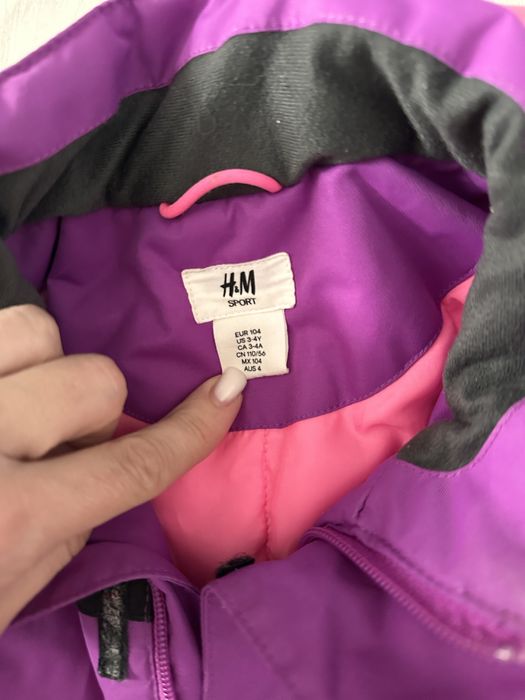 H&M
SPORT
EUR 104
US 3-4Y
CA 3-4A
CN 110/56
MX 104
AUS 4